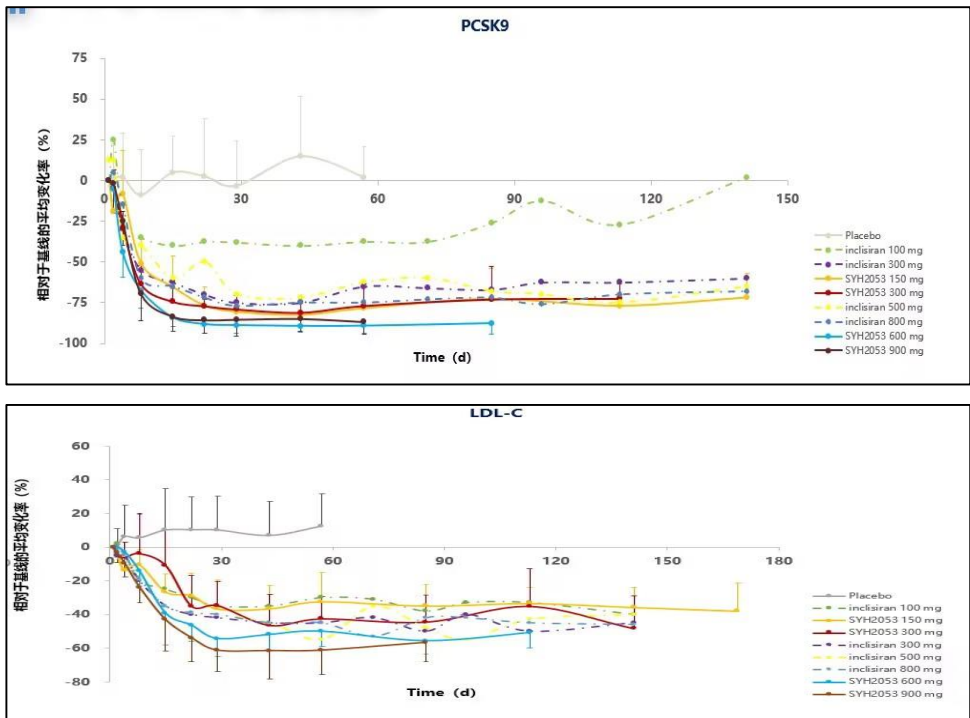 PCSK9
75
50
25
0
-25
-50
-75
-100
0
30
60
90
120
150
相对于基线的平均变化率 (%)
Time (d)
Placebo
inclisiran 100 mg
inclisiran 300 mg
SYH2053 150 mg
SYH2053 300 mg
inclisiran 500 mg
inclisiran 800 mg
SYH2053 600 mg
SYH2053 900 mg
LDL-C
60
40
20
0
-20
-40
-60
-80
30
60
90
120
150
180
相对于基线的平均变化率 (%)
Time (d)
Placebo
inclisiran 100 mg
SYH2053 150 mg
SYH2053 300 mg
inclisiran 300 mg
inclisiran 500 mg
inclisiran 800 mg
SYH2053 600 mg
SYH2053 900 mg